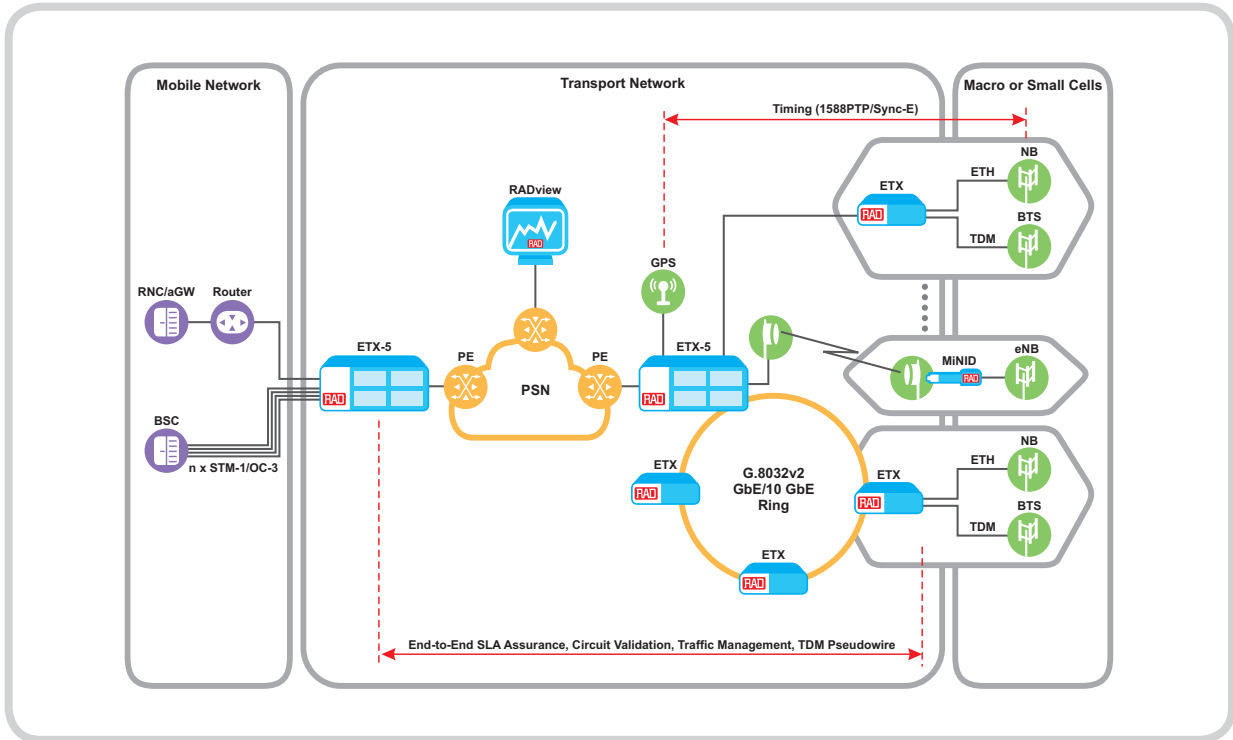 Mobile Network
Transport Network
Macro or Small Cells
Timing (1588PTP/Sync-E)
NB
ETH
ETX
RAD
BTS
TDM
RADview
RAD
GPS
RNC/aGW
Router
ETX-5
RAD
PE
PSN
PE
ETX-5
RAD
MiNID
RAD
eNB
BSC
n x STM-1/OC-3
ETX
RAD
G.8032v2
GbE/10 GbE
Ring
ETX
RAD
NB
ETH
BTS
TDM
ETX
RAD
End-to-End SLA Assurance, Circuit Validation, Traffic Management, TDM Pseudowire